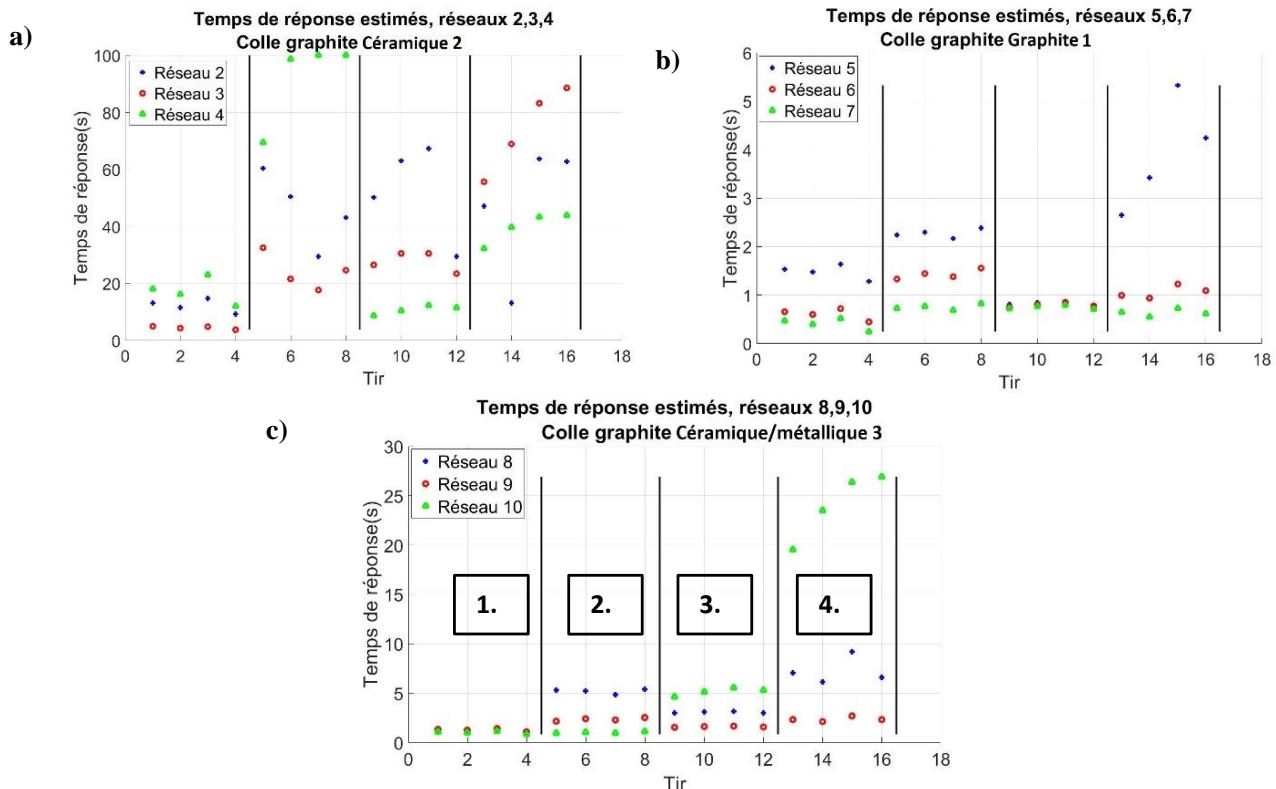 a)
Temps de réponse estimés, réseaux 2,3,4
Colle graphite Céramique 2
Temps de réponse(s)
100
80
60
40
20
0
Réseau 2
Réseau 3
Réseau 4
0 2 4 6 8 10 12 14 16 18
Tir
b)
Temps de réponse estimés, réseaux 5,6,7
Colle graphite Graphite 1
Temps de réponse(s)
6
5
4
3
2
1
0
Réseau 5
Réseau 6
Réseau 7
0 2 4 6 8 10 12 14 16 18
Tir
c)
Temps de réponse estimés, réseaux 8,9,10
Colle graphite Céramique/métallique 3
Temps de réponse(s)
30
25
20
15
10
5
0
Réseau 8
Réseau 9
Réseau 10
1. 2. 3. 4.
0 2 4 6 8 10 12 14 16 18
Tir